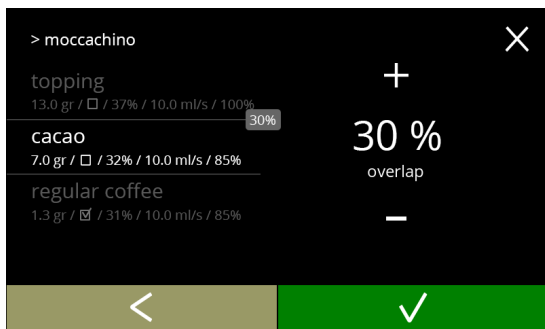 > moccachino
topping
13.0 gr / ☐ / 37% / 10.0 ml/s / 100%
30%
cacao
7.0 gr / ☐ / 32% / 10.0 ml/s / 85%
regular coffee
1.3 gr / ☑ / 31% / 10.0 ml/s / 85%
+
30 %
overlap
−